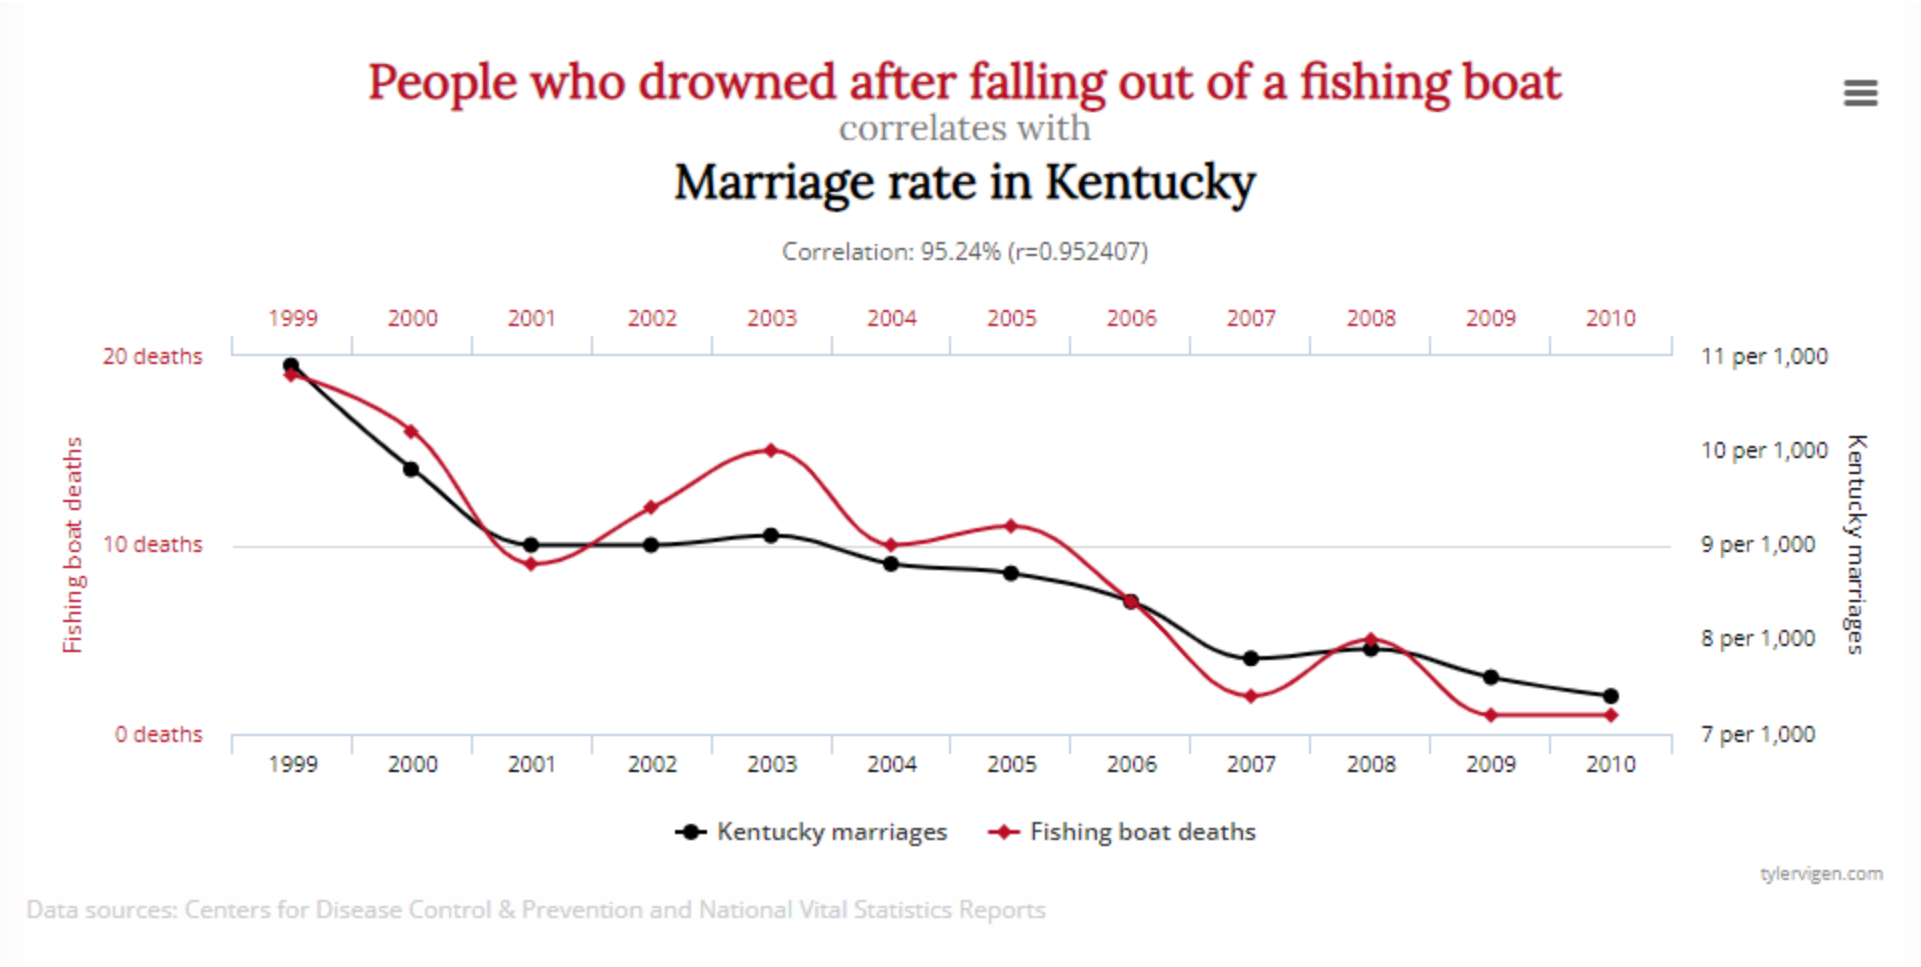 People who drowned after falling out of a fishing boat
correlates with
Marriage rate in Kentucky
Correlation: 95.24% (r=0.952407)
1999 2000 2001 2002 2003 2004 2005 2006 2007 2008 2009 2010
20 deaths 11 per 1,000
10 per 1,000
10 deaths 9 per 1,000
8 per 1,000
0 deaths 7 per 1,000
Fishing boat deaths
Kentucky marriages
1999 2000 2001 2002 2003 2004 2005 2006 2007 2008 2009 2010
Kentucky marriages Fishing boat deaths
tylervigen.com
Data sources: Centers for Disease Control & Prevention and National Vital Statistics Reports